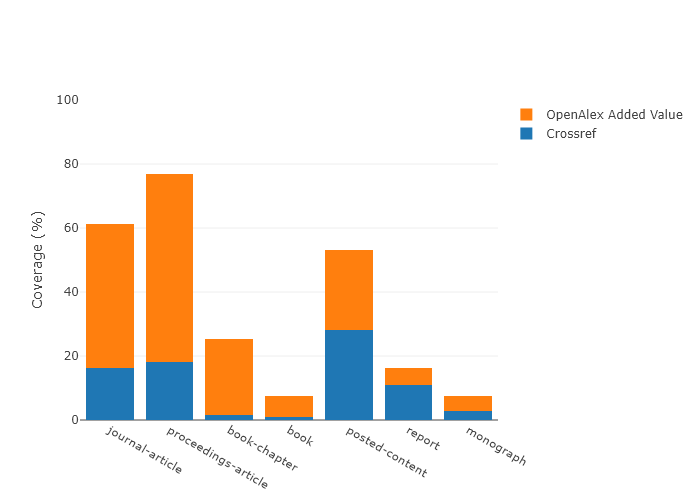 100
80
60
40
20
0
Coverage (%)
journal-article
proceedings-article
book-chapter
book
posted-content
report
monograph
OpenAlex Added Value
Crossref